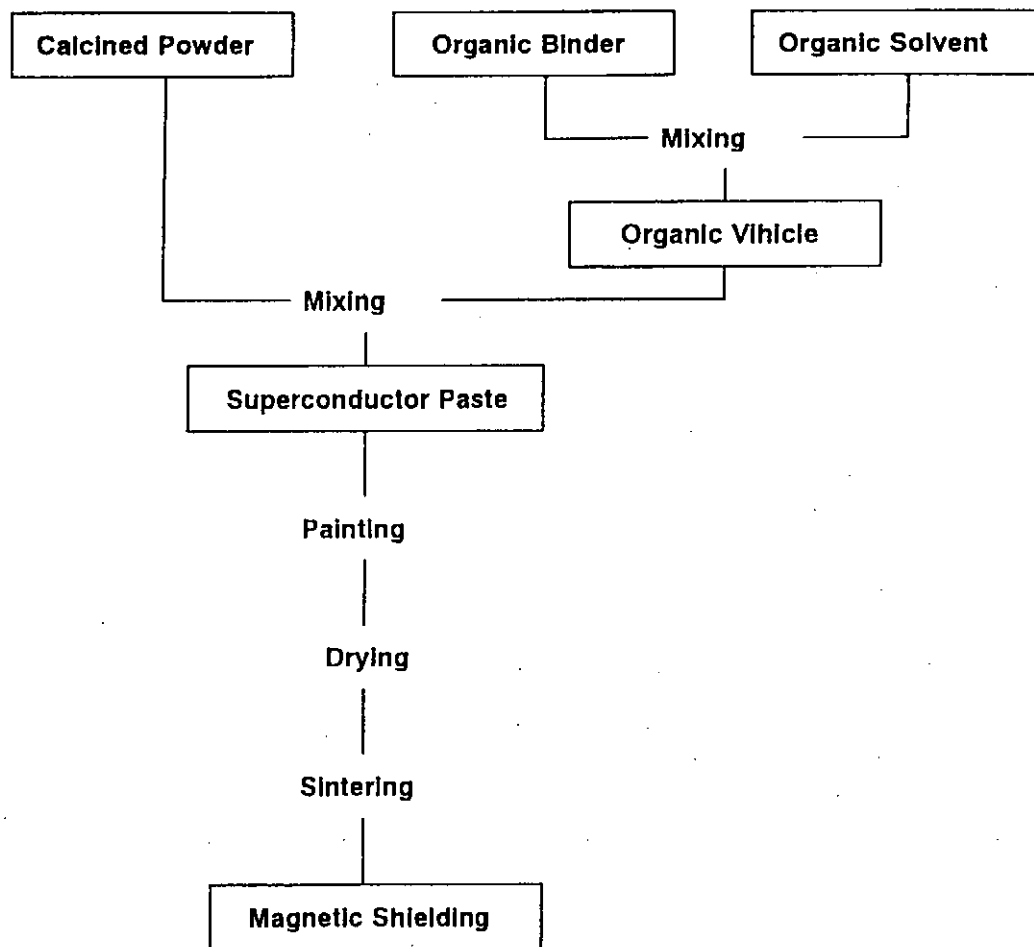 Calcined Powder
Organic Binder
Organic Solvent
Mixing
Organic Vihicle
Mixing
Superconductor Paste
Painting
Drying
Sintering
Magnetic Shielding